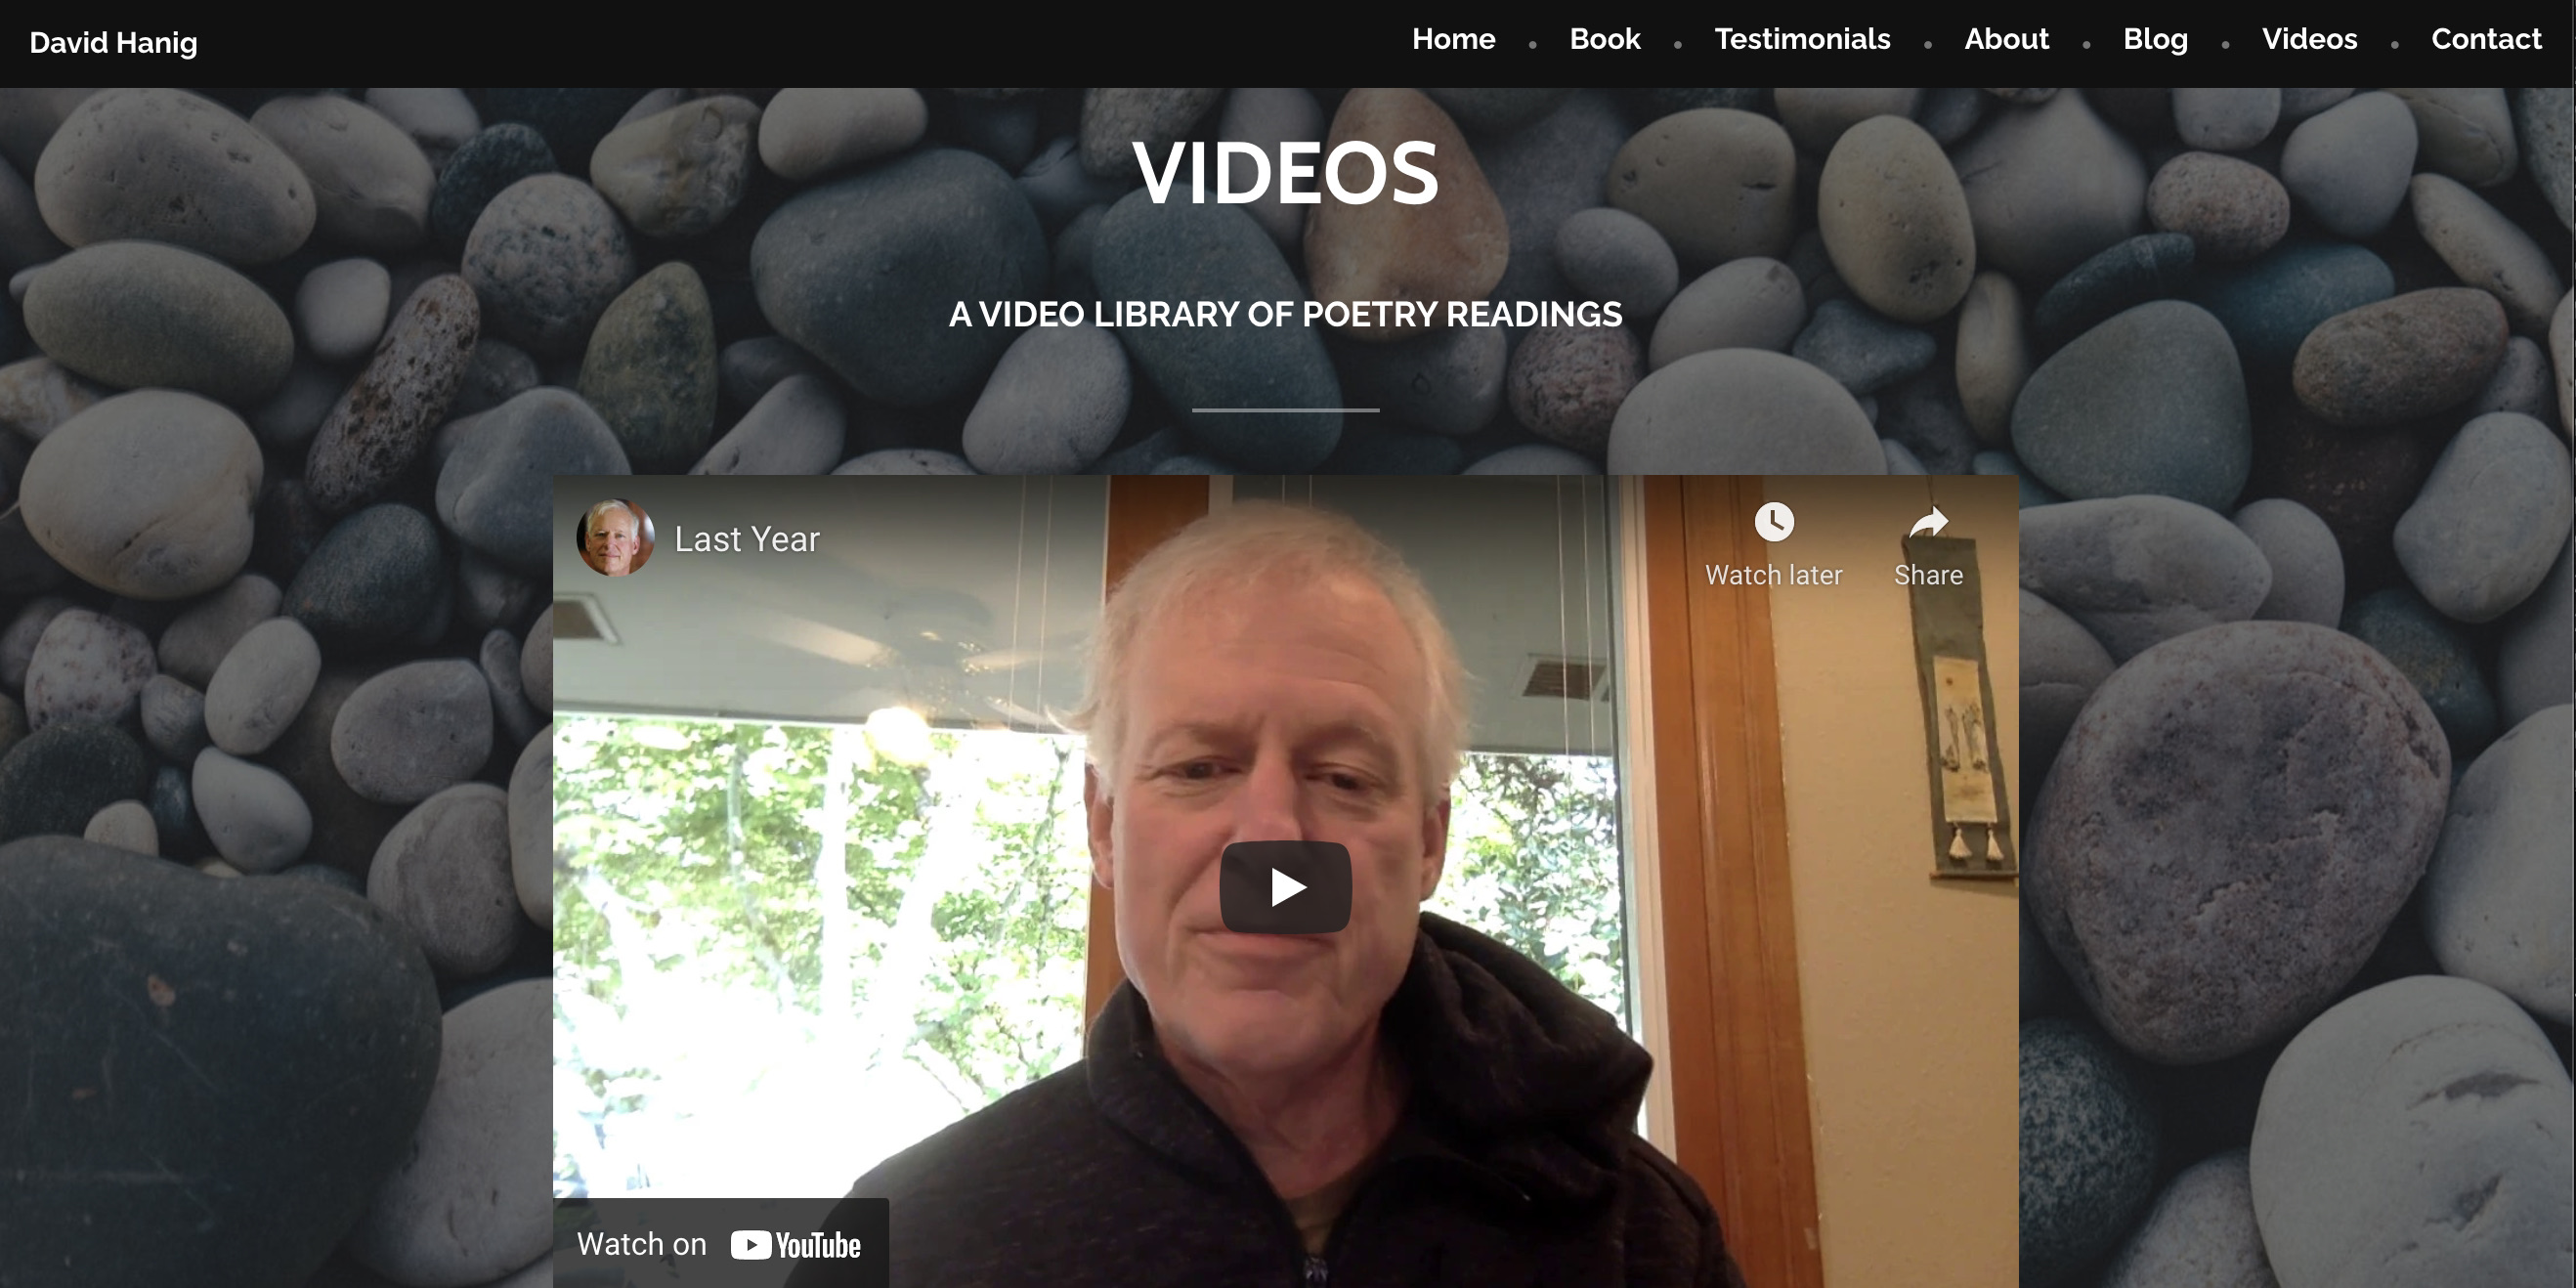 David Hanig
Home • Book • Testimonials • About • Blog • Videos • Contact
VIDEOS
A VIDEO LIBRARY OF POETRY READINGS
Last Year
Watch later
Share
Watch on YouTube